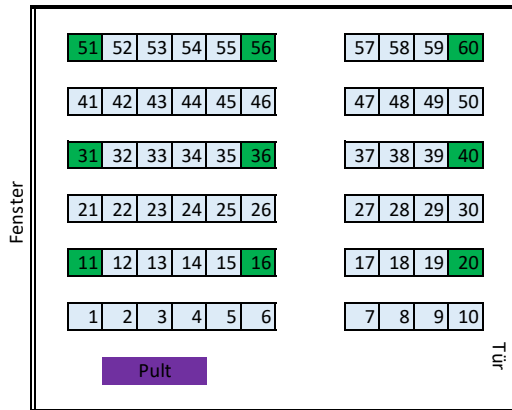 51 52 53 54 55 56 57 58 59 60
41 42 43 44 45 46 47 48 49 50
31 32 33 34 35 36 37 38 39 40
Fenster
21 22 23 24 25 26 27 28 29 30
11 12 13 14 15 16 17 18 19 20
1 2 3 4 5 6 7 8 9 10
Tür
Pult